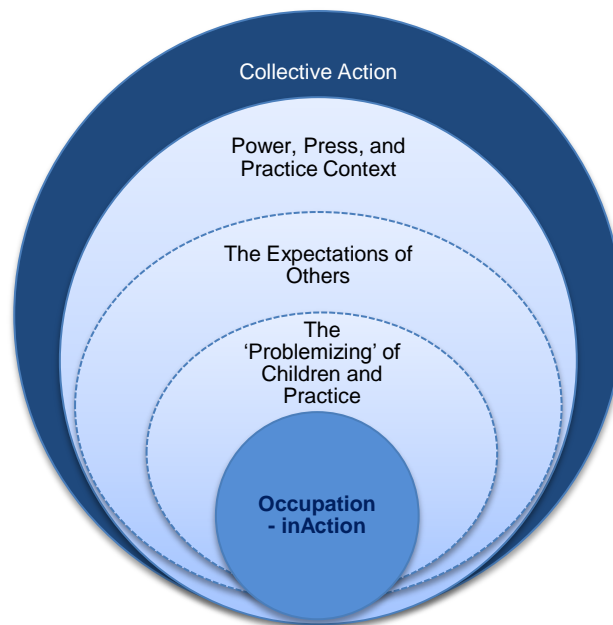 Collective Action
Power, Press, and
Practice Context
The Expectations of
Others
The
‘Problemizing’ of
Children and
Practice
Occupation
- inAction